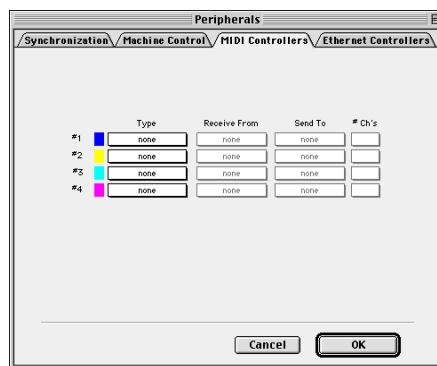 Peripherals
Synchronization Machine Control MIDI Controllers Ethernet Controllers
Type Receive From Send To # Ch's
#1 none none none
#2 none none none
#3 none none none
#4 none none none
Cancel OK